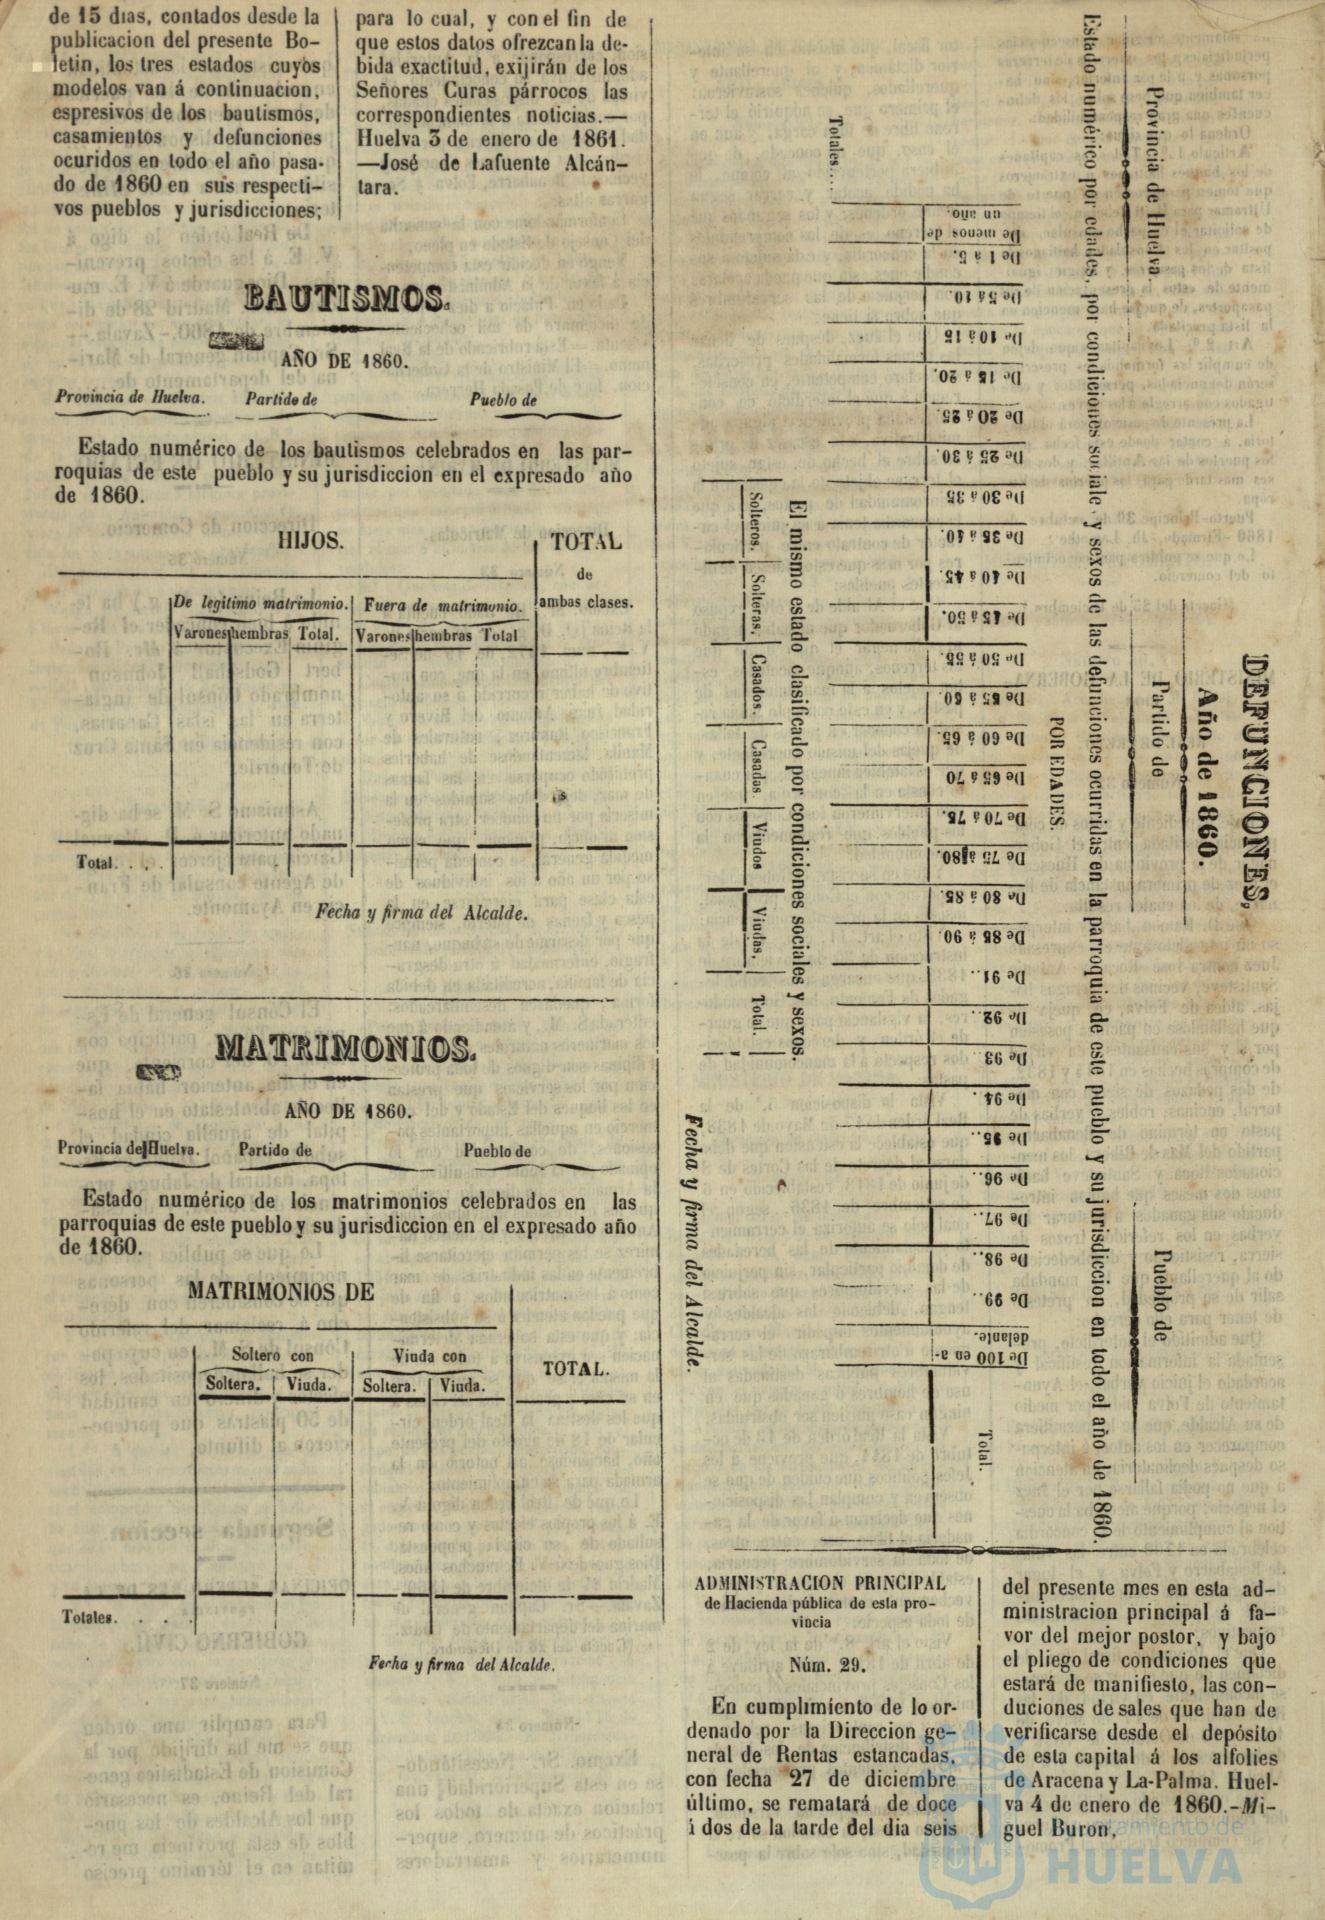 de 15 dias, contados desde la
publicacion del presente Bo-
letin, los tres estados cuyos
modelos van á continuacion,
espresivos de los bautismos,
casamientos y defunciones
ocuridos en todo el año pasa-
do de 1860 en sus respecti-
vos pueblos y jurisdicciones;
para lo cual, y con el fin de
que estos datos ofrezcan la de-
bida exactitud, exijirán de los
Señores Curas párrocos las
correspondientes noticias.—
Huelva 3 de enero de 1861.
—José de Lafuente Alcán-
tara.
BAUTISMOS.
AÑO DE 1860.
Provincia de Huelva. Partido de Pueblo de
Estado numérico de los bautismos celebrados en las par-
roquias de este pueblo y su jurisdiccion en el expresado año
de 1860.
HIJOS. TOTAL
de
ambas clases.
De legitimo matrimonio. Fuera de matrimonio.
Varones hembras Total. Varones hembras Total
Total. . . .
Fecha y firma del Alcalde.
MATRIMONIOS.
AÑO DE 1860.
Provincia de Huelva. Partido de Pueblo de
Estado numérico de los matrimonios celebrados en las
parroquias de este pueblo y su jurisdiccion en el expresado año
de 1860.
MATRIMONIOS DE
TOTAL.
Soltero con Viuda con
Soltera. Viuda. Soltera. Viuda.
Totales. . . .
Fecha y firma del Alcalde.
DEFUNCIONES,
Año de 1860.
Provincia de Huelva. Partido de Pueblo de
Estado numérico por edades, por condiciones sociale y sexos de las defunciones ocurridas en la parroquia de este pueblo y su jurisdiccion en todo el año de 1860.
POR EDADES.
De menos de
un año.
De 1 á 5.
De 5 á 10.
De 10 á 15
De 15 á 20.
De 20 á 25.
De 25 á 30.
De 30 á 35
De 35 á 40.
De 40 á 45.
De 45 á 50.
De 50 á 55.
De 55 á 60
De 60 á 65.
De 65 á 70
De 70 á 75.
De 75 á 80.
De 80 á 85.
De 85 á 90.
De 91..
De 92..
De 93
De 94.
De 95..
De 96..
De 97..
De 98..
De 99..
De 100 en a-
delante.
Total.
Totales....
El mismo estado clasificado por condiciones sociales y sexos.
Solteros.
Solteras.
Casados.
Casadas.
Viudos
Viudas.
Total.
Fecha y firma del Alcalde.
ADMINISTRACION PRINCIPAL
de Hacienda pública de esta pro-
vincia
Núm. 29.
En cumplimiento de lo or-
denado por la Direccion ge-
neral de Rentas estancadas,
con fecha 27 de diciembre
último, se rematará de doce
á dos de la tarde del dia seis
del presente mes en esta ad-
ministracion principal á fa-
vor del mejor postor, y bajo
el pliego de condiciones que
estará de manifiesto, las con-
duciones de sales que han de
verificarse desde el depósito
de esta capital á los alfolies
de Aracena y La-Palma. Huel-
va 4 de enero de 1860.-Mi-
guel Buron.
HUELVA